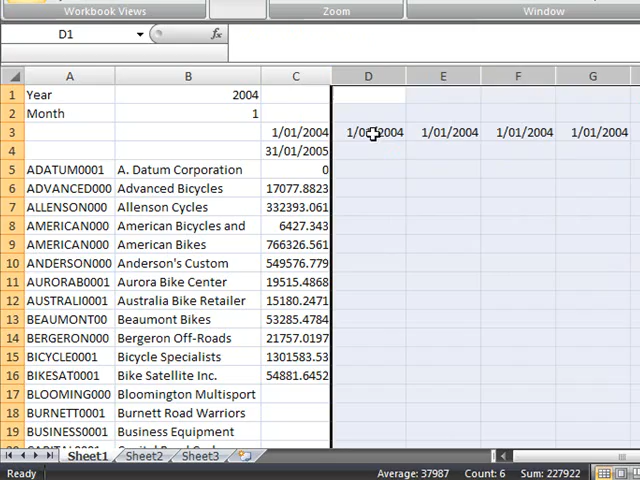 Workbook Views Zoom Window
D1 fx
A B C D E F G
1 Year 2004
2 Month 1
3 1/01/2004 1/01/2004 1/01/2004 1/01/2004 1/01/2004
4 31/01/2005
5 ADATUM0001 A. Datum Corporation 0
6 ADVANCED000 Advanced Bicycles 17077.8823
7 ALLENSON000 Allenson Cycles 332393.061
8 AMERICAN000 American Bicycles and 6427.343
9 AMERICAN000 American Bikes 766326.561
10 ANDERSON000 Anderson's Custom 549576.779
11 AURORAB0001 Aurora Bike Center 19515.4868
12 AUSTRALI0001 Australia Bike Retailer 15180.2471
13 BEAUMONT00 Beaumont Bikes 53285.4784
14 BERGERON000 Bergeron Off-Roads 21757.0197
15 BICYCLE0001 Bicycle Specialists 1301583.53
16 BIKESAT0001 Bike Satellite Inc. 54881.6452
17 BLOOMING000 Bloomington Multisport
18 BURNETT0001 Burnett Road Warriors
19 BUSINESS0001 Business Equipment
Sheet1 Sheet2 Sheet3
Ready Average: 37987 Count: 6 Sum: 227922